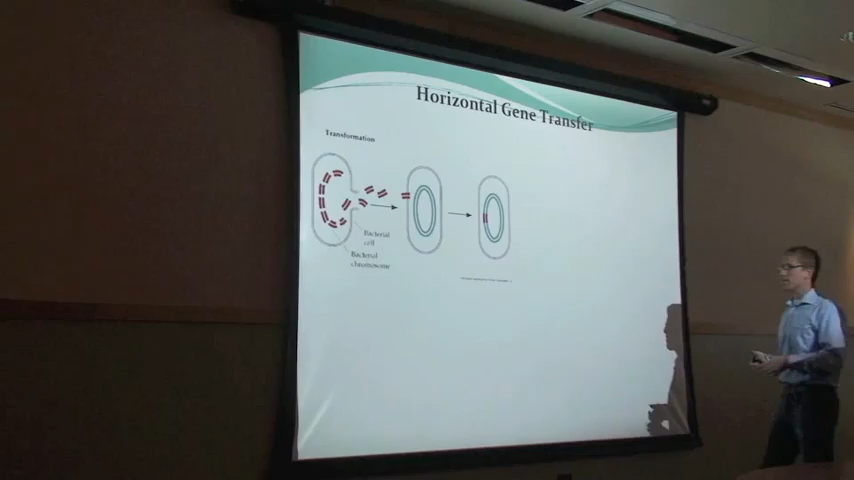 Horizontal Gene Transfer
Transformation
Bacterial
cell
Bacterial
chromosome